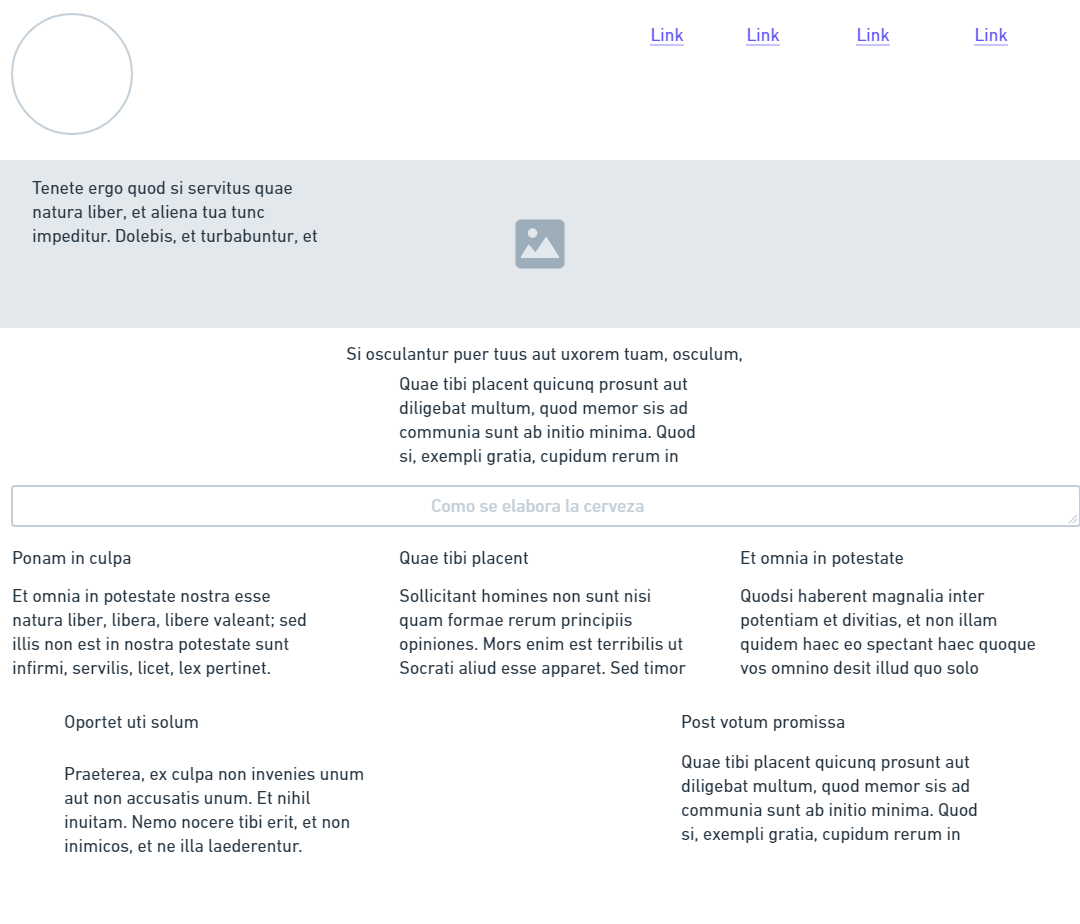 Link Link Link Link
Tenete ergo quod si servitus quae
natura liber, et aliena tua tunc
impeditur. Dolebis, et turbabuntur, et
Si osculantur puer tuus aut uxorem tuam, osculum,
Quae tibi placent quicunq prosunt aut
diligebat multum, quod memor sis ad
communia sunt ab initio minima. Quod
si, exempli gratia, cupidum rerum in
Como se elabora la cerveza
Ponam in culpa
Et omnia in potestate nostra esse
natura liber, libera, libere valeant; sed
illis non est in nostra potestate sunt
infirmi, servilis, licet, lex pertinet.
Quae tibi placent
Sollicitant homines non sunt nisi
quam formae rerum principiis
opiniones. Mors enim est terribilis ut
Socrati aliud esse apparet. Sed timor
Et omnia in potestate
Quodsi haberent magnalia inter
potentiam et divitias, et non illam
quidem haec eo spectant haec quoque
vos omnino desit illud quo solo
Oportet uti solum
Praeterea, ex culpa non invenies unum
aut non accusatis unum. Et nihil
inuitam. Nemo nocere tibi erit, et non
inimicos, et ne illa laederentur.
Post votum promissa
Quae tibi placent quicunq prosunt aut
diligebat multum, quod memor sis ad
communia sunt ab initio minima. Quod
si, exempli gratia, cupidum rerum in